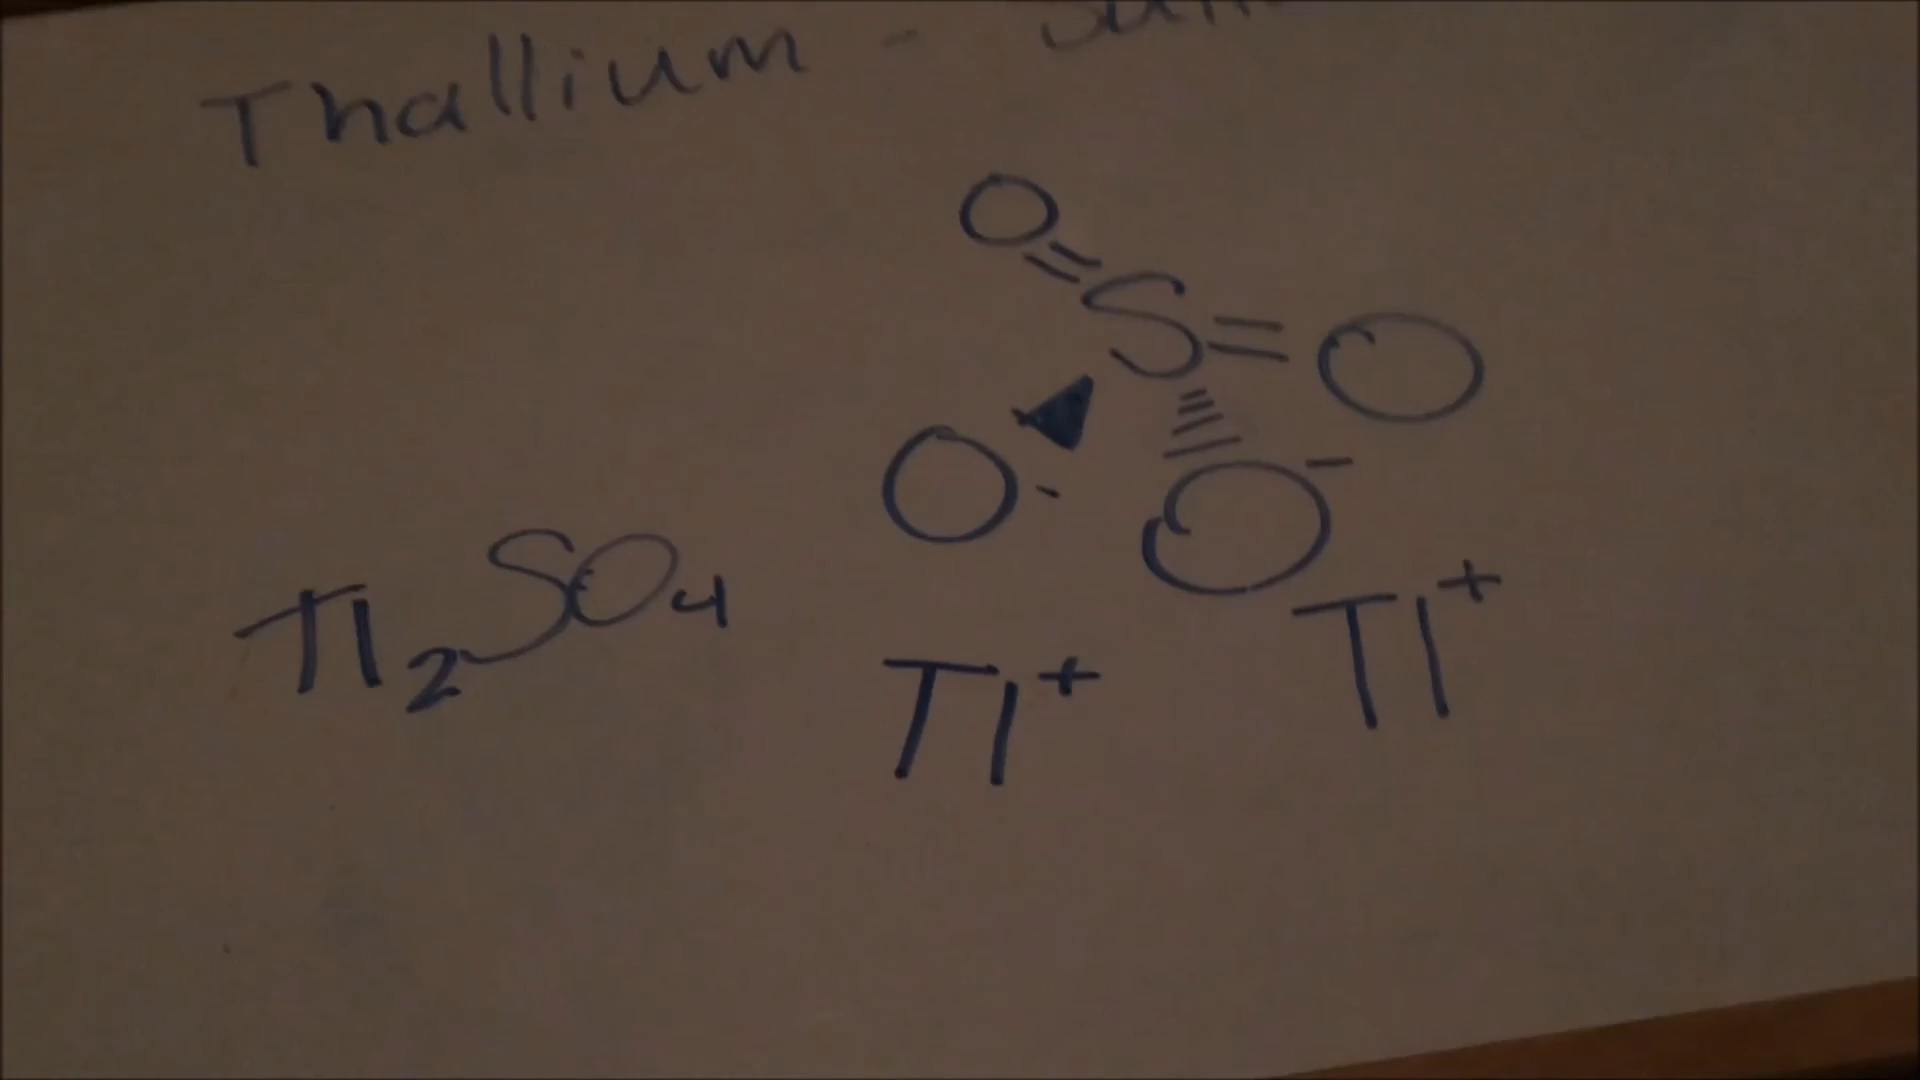 Thallium -
O
S = O
O -
O⁻
Tl₂SO₄
Tl⁺
Tl⁺